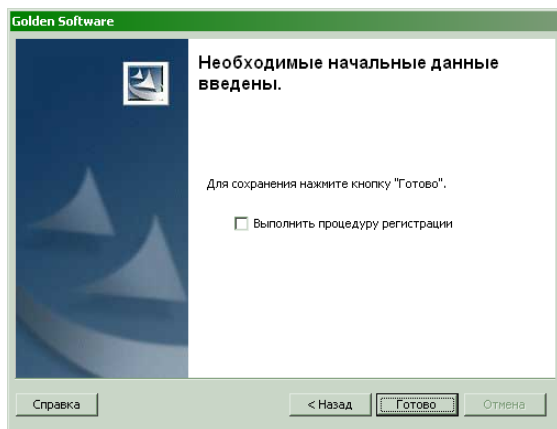 Golden Software
Необходимые начальные данные
введены.
Для сохранения нажмите кнопку "Готово".
Выполнить процедуру регистрации
Справка
< Назад
Готово
Отмена